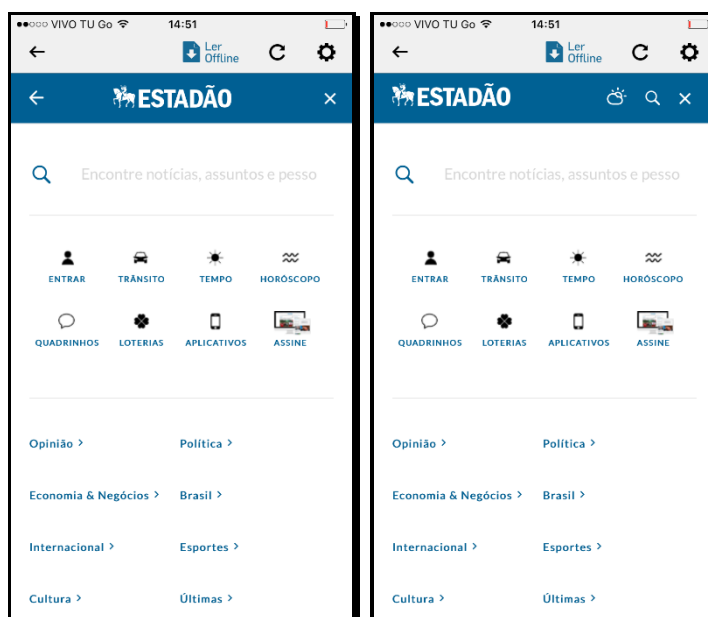 VIVO TU Go 14:51
Ler
Offline
ESTADÃO
Encontre notícias, assuntos e pesso
ENTRAR TRÂNSITO TEMPO HORÓSCOPO
QUADRINHOS LOTERIAS APLICATIVOS ASSINE
Opinião > Política >
Economia & Negócios > Brasil >
Internacional > Esportes >
Cultura > Últimas >
VIVO TU Go 14:51
Ler
Offline
ESTADÃO
Encontre notícias, assuntos e pesso
ENTRAR TRÂNSITO TEMPO HORÓSCOPO
QUADRINHOS LOTERIAS APLICATIVOS ASSINE
Opinião > Política >
Economia & Negócios > Brasil >
Internacional > Esportes >
Cultura > Últimas >